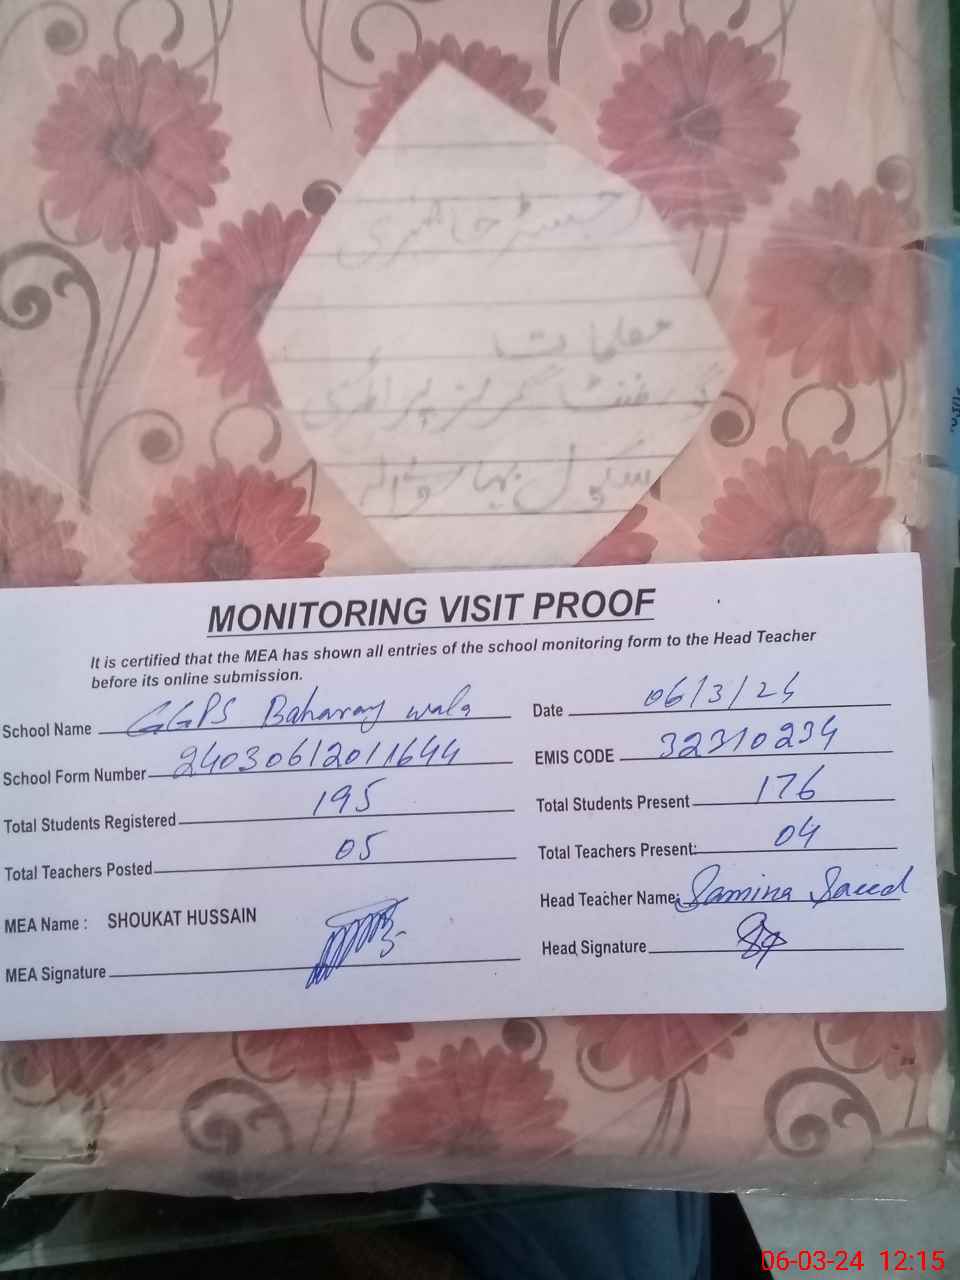 رجسٹر حاضری
معلمات
گورنمنٹ گرلز پرائمری
سکول بہارے والہ
MONITORING VISIT PROOF
It is certified that the MEA has shown all entries of the school monitoring form to the Head Teacher
before its online submission.
School Name GGPS Baharay wala Date 06/3/24
School Form Number 24030612011644 EMIS CODE 32310234
Total Students Registered 195 Total Students Present 176
Total Teachers Posted 05 Total Teachers Present: 04
MEA Name : SHOUKAT HUSSAIN Head Teacher Name: Samina Saeed
MEA Signature Head Signature
06-03-24 12:15